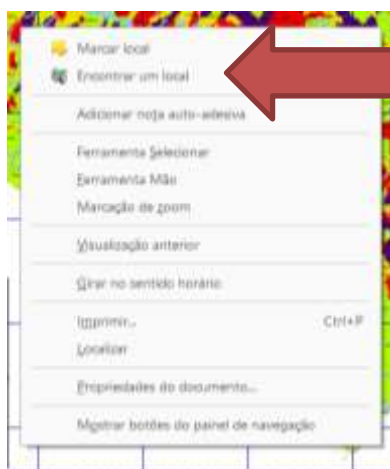 Marcar local
Encontrar um local
Adicionar nota auto-adesiva
Ferramenta Selecionar
Ferramenta Mão
Marcação de zoom
Visualização anterior
Girar no sentido horário
Imprimir... Ctrl+P
Localizar
Propriedades do documento...
Mostrar botões do painel de navegação